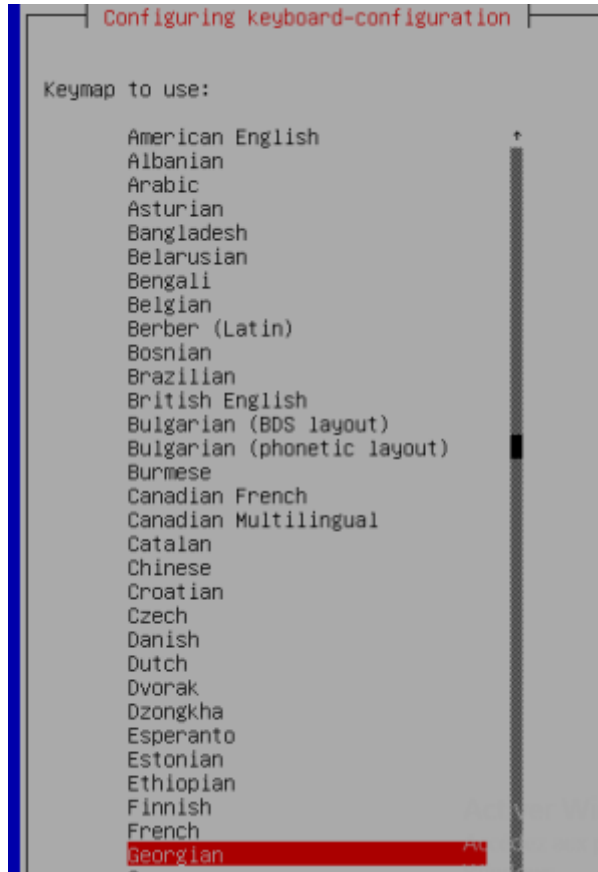 Configuring keyboard-configuration
Keymap to use:
American English
Albanian
Arabic
Asturian
Bangladesh
Belarusian
Bengali
Belgian
Berber (Latin)
Bosnian
Brazilian
British English
Bulgarian (BDS layout)
Bulgarian (phonetic layout)
Burmese
Canadian French
Canadian Multilingual
Catalan
Chinese
Croatian
Czech
Danish
Dutch
Dvorak
Dzongkha
Esperanto
Estonian
Ethiopian
Finnish
French
Georgian